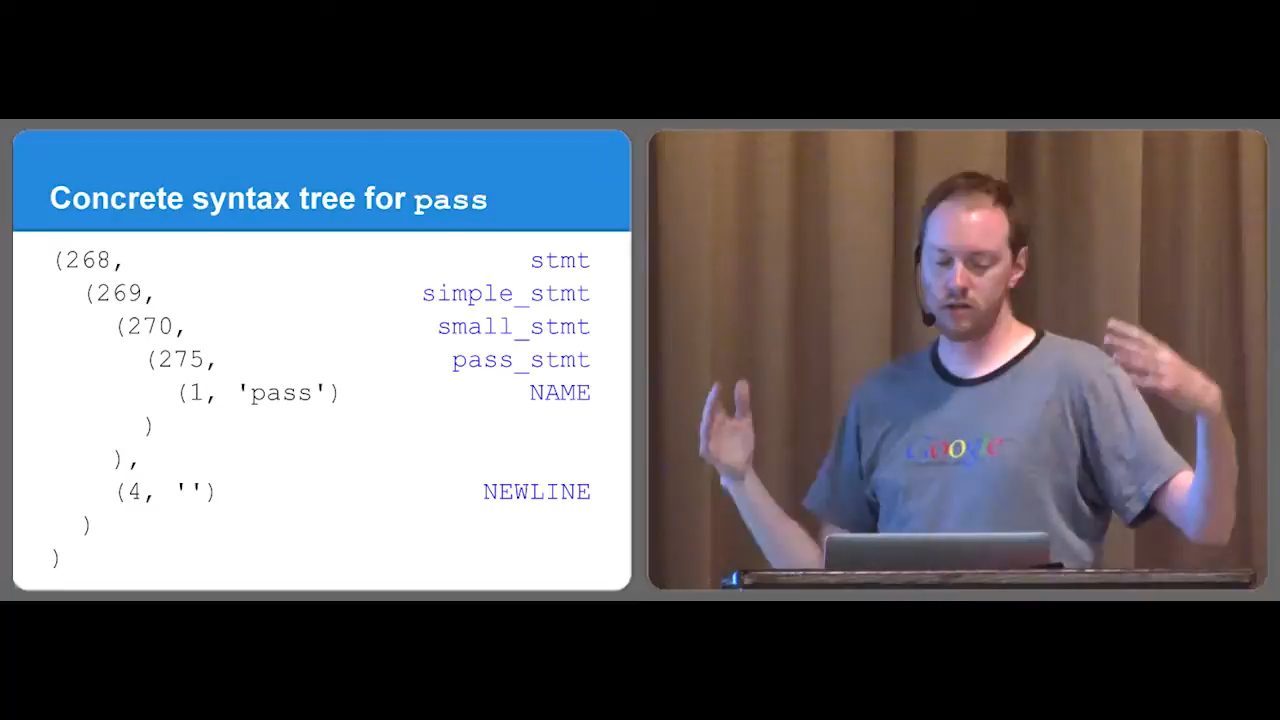 Concrete syntax tree for pass
(268, stmt
(269, simple_stmt
(270, small_stmt
(275, pass_stmt
(1, 'pass') NAME
)
),
(4, '') NEWLINE
)
)
Google